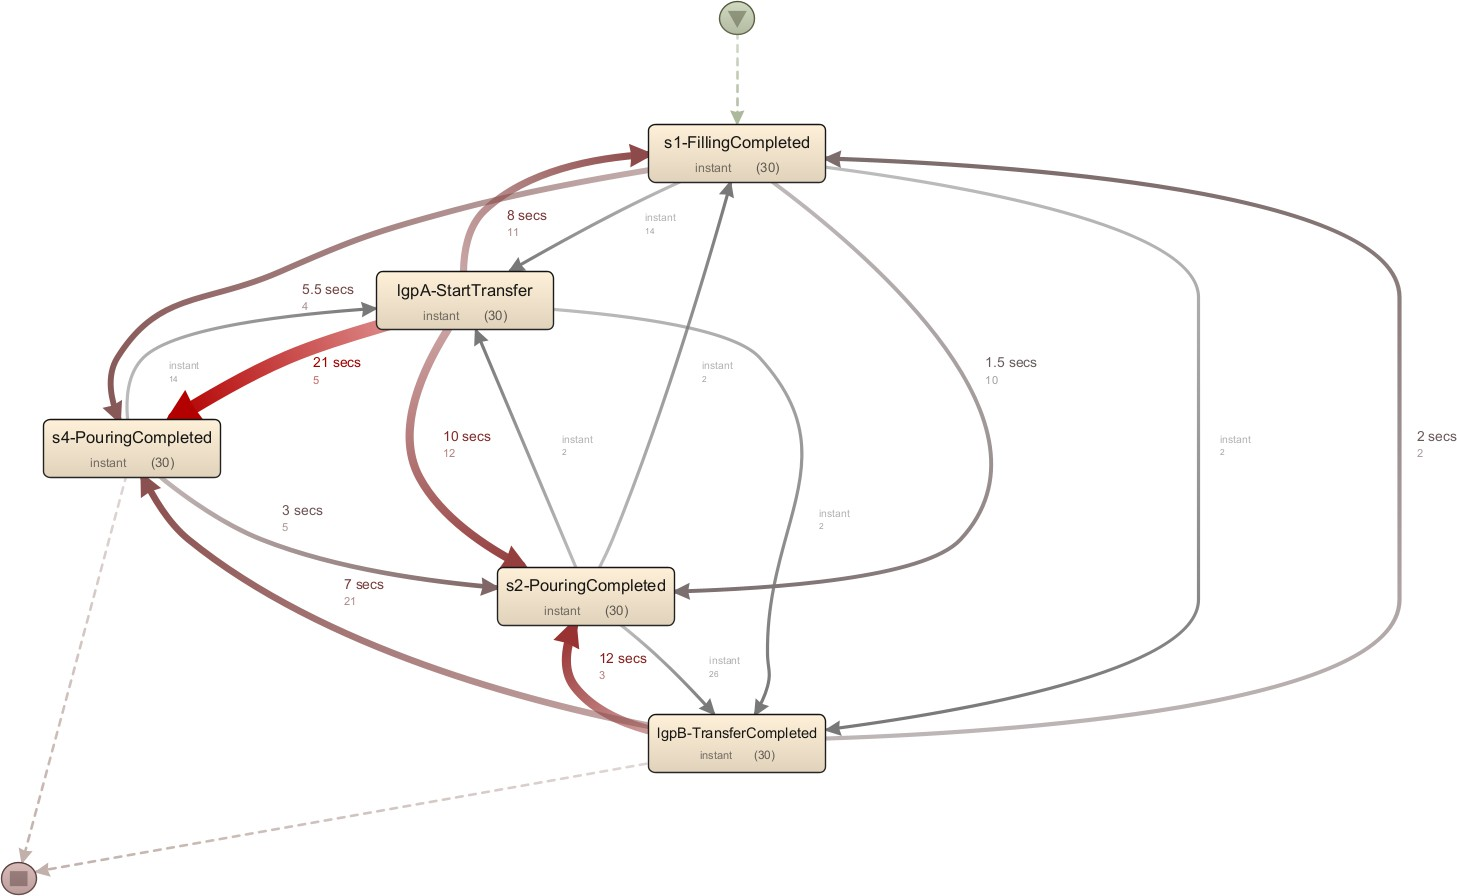 s1-FillingCompleted
instant (30)
8 secs
11
instant
14
lgpA-StartTransfer
instant (30)
5.5 secs
4
instant
14
21 secs
5
instant
2
1.5 secs
10
s4-PouringCompleted
instant (30)
10 secs
12
instant
2
instant
2
2 secs
2
3 secs
5
instant
2
s2-PouringCompleted
instant (30)
7 secs
21
12 secs
3
instant
26
lgpB-TransferCompleted
instant (30)